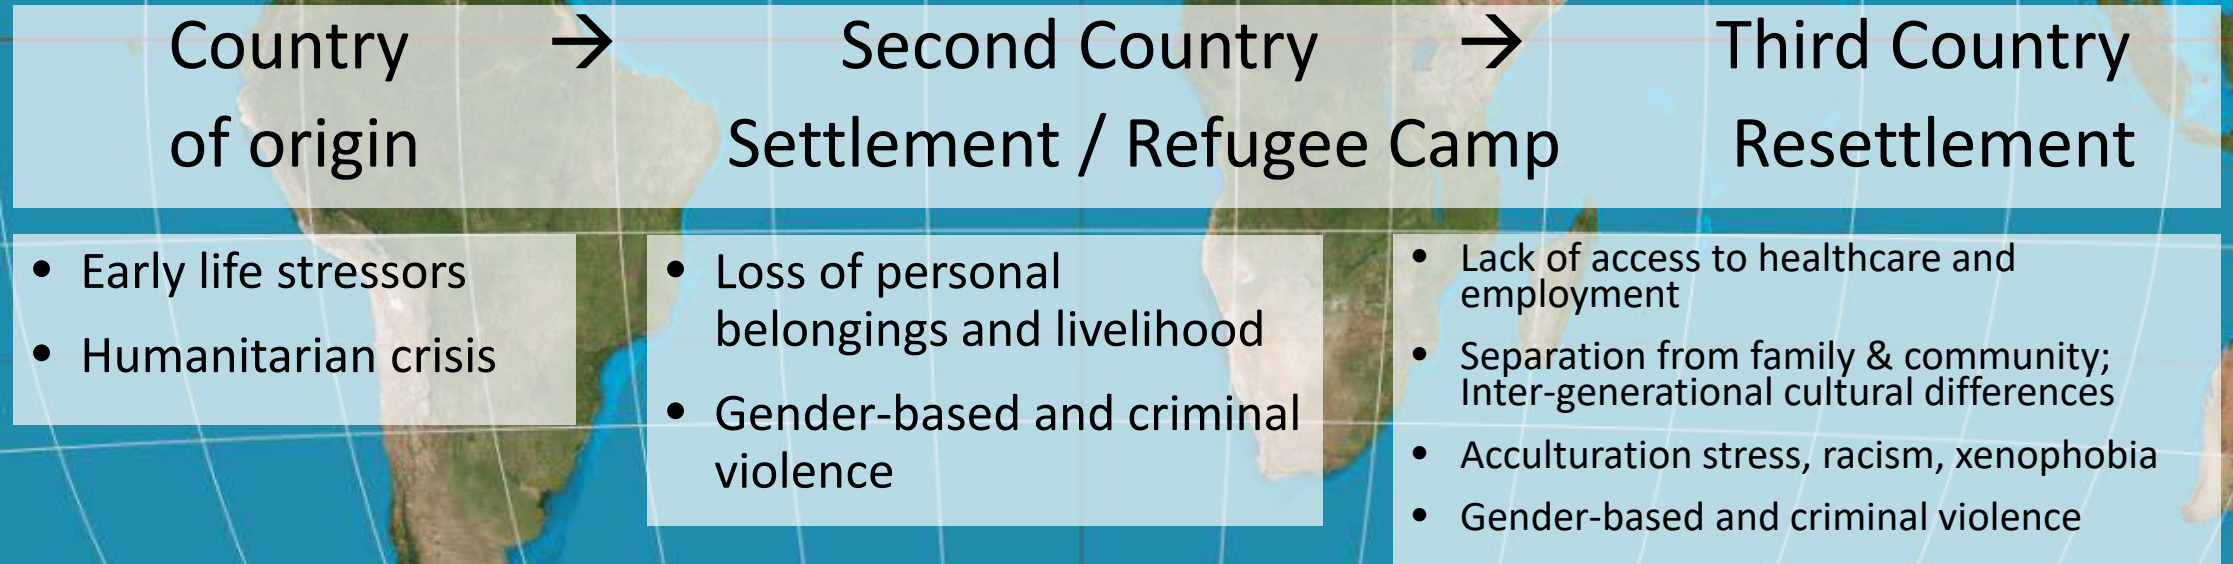 Country → Second Country → Third Country
of origin Settlement / Refugee Camp Resettlement
• Early life stressors
• Humanitarian crisis
• Loss of personal
belongings and livelihood
• Gender-based and criminal
violence
• Lack of access to healthcare and
employment
• Separation from family & community;
Inter-generational cultural differences
• Acculturation stress, racism, xenophobia
• Gender-based and criminal violence